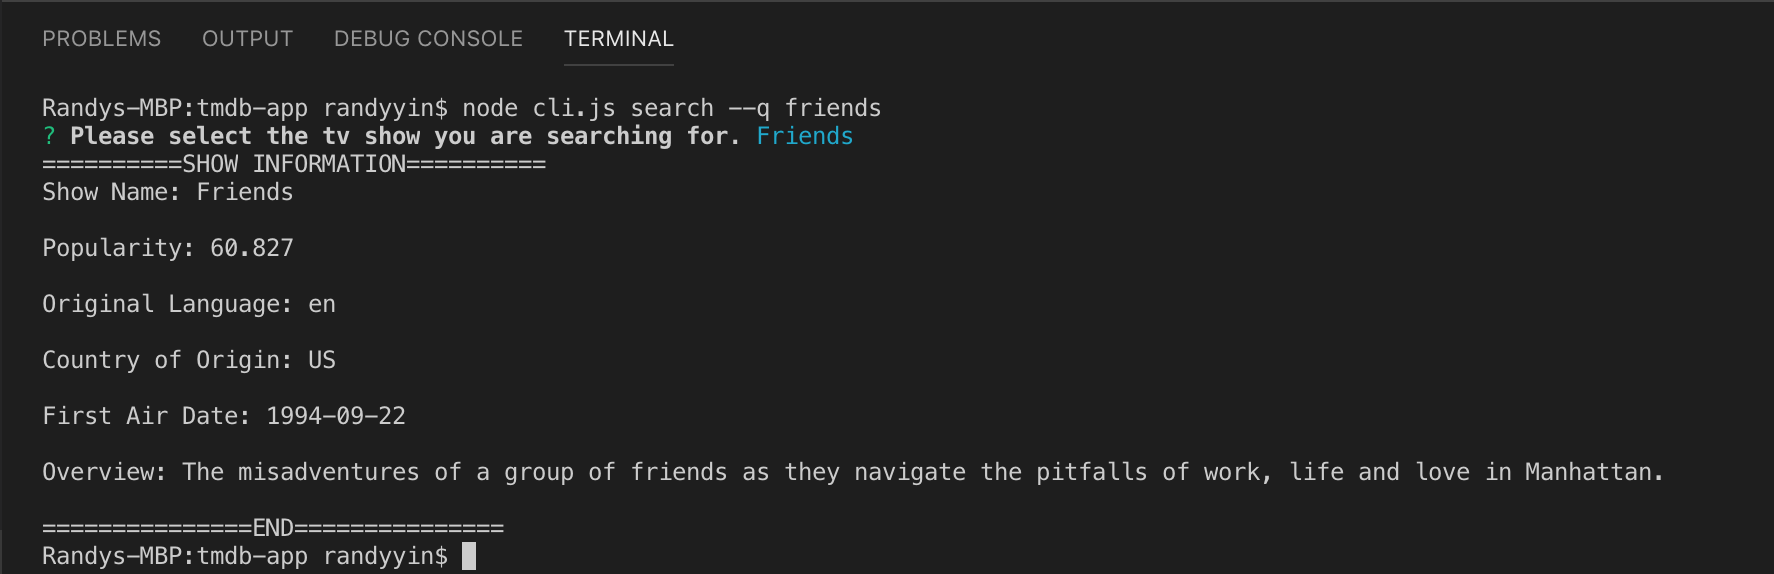 PROBLEMS OUTPUT DEBUG CONSOLE TERMINAL
Randys-MBP:tmdb-app randyyin$ node cli.js search --q friends
? Please select the tv show you are searching for. Friends
==========SHOW INFORMATION==========
Show Name: Friends
Popularity: 60.827
Original Language: en
Country of Origin: US
First Air Date: 1994-09-22
Overview: The misadventures of a group of friends as they navigate the pitfalls of work, life and love in Manhattan.
===============END===============
Randys-MBP:tmdb-app randyyin$